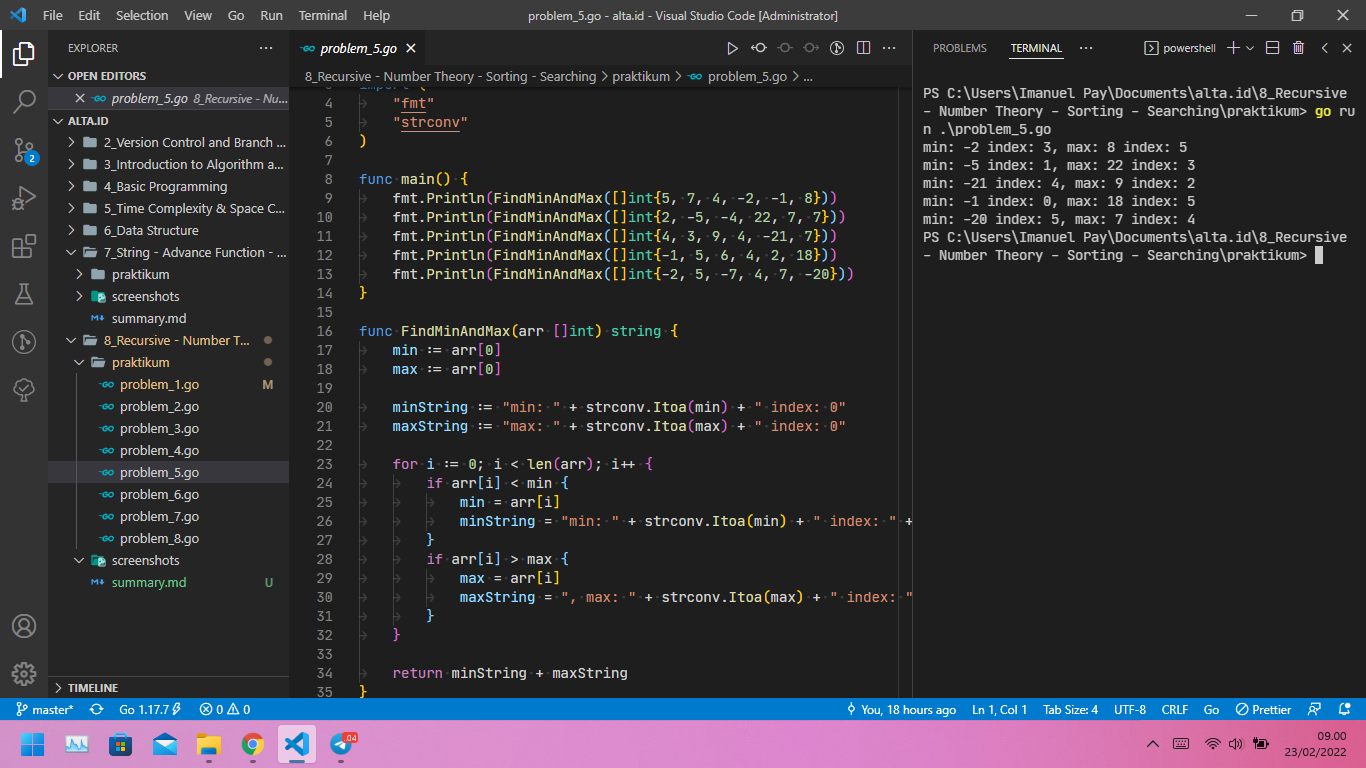 File Edit Selection View Go Run Terminal Help problem_5.go - alta.id - Visual Studio Code [Administrator]
EXPLORER
OPEN EDITORS
problem_5.go 8_Recursive - Nu...
ALTA.ID
2_Version Control and Branch ...
3_Introduction to Algorithm a...
4_Basic Programming
5_Time Complexity & Space C...
6_Data Structure
7_String - Advance Function - ...
praktikum
screenshots
summary.md
8_Recursive - Number T...
praktikum
problem_1.go M
problem_2.go
problem_3.go
problem_4.go
problem_5.go
problem_6.go
problem_7.go
problem_8.go
screenshots
summary.md U
TIMELINE
2
problem_5.go
8_Recursive - Number Theory - Sorting - Searching > praktikum > problem_5.go > ...
3 import (
4 "fmt"
5 "strconv"
6 )
7
8 func main() {
9 fmt.Println(FindMinAndMax([]int{5, 7, 4, -2, -1, 8}))
10 fmt.Println(FindMinAndMax([]int{2, -5, -4, 22, 7, 7}))
11 fmt.Println(FindMinAndMax([]int{4, 3, 9, 4, -21, 7}))
12 fmt.Println(FindMinAndMax([]int{-1, 5, 6, 4, 2, 18}))
13 fmt.Println(FindMinAndMax([]int{-2, 5, -7, 4, 7, -20}))
14 }
15
16 func FindMinAndMax(arr []int) string {
17 min := arr[0]
18 max := arr[0]
19
20 minString := "min: " + strconv.Itoa(min) + " index: 0"
21 maxString := "max: " + strconv.Itoa(max) + " index: 0"
22
23 for i := 0; i < len(arr); i++ {
24 if arr[i] < min {
25 min = arr[i]
26 minString = "min: " + strconv.Itoa(min) + " index: " +
27 }
28 if arr[i] > max {
29 max = arr[i]
30 maxString = ", max: " + strconv.Itoa(max) + " index: "
31 }
32 }
33
34 return minString + maxString
35 }
PROBLEMS TERMINAL powershell
PS C:\Users\Imanuel Pay\Documents\alta.id\8_Recursive
- Number Theory - Sorting - Searching\praktikum> go ru
n .\problem_5.go
min: -2 index: 3, max: 8 index: 5
min: -5 index: 1, max: 22 index: 3
min: -21 index: 4, max: 9 index: 2
min: -1 index: 0, max: 18 index: 5
min: -20 index: 5, max: 7 index: 4
PS C:\Users\Imanuel Pay\Documents\alta.id\8_Recursive
- Number Theory - Sorting - Searching\praktikum>
master* Go 1.17.7 0 0 You, 18 hours ago Ln 1, Col 1 Tab Size: 4 UTF-8 CRLF Go Prettier
.04
09.00
23/02/2022